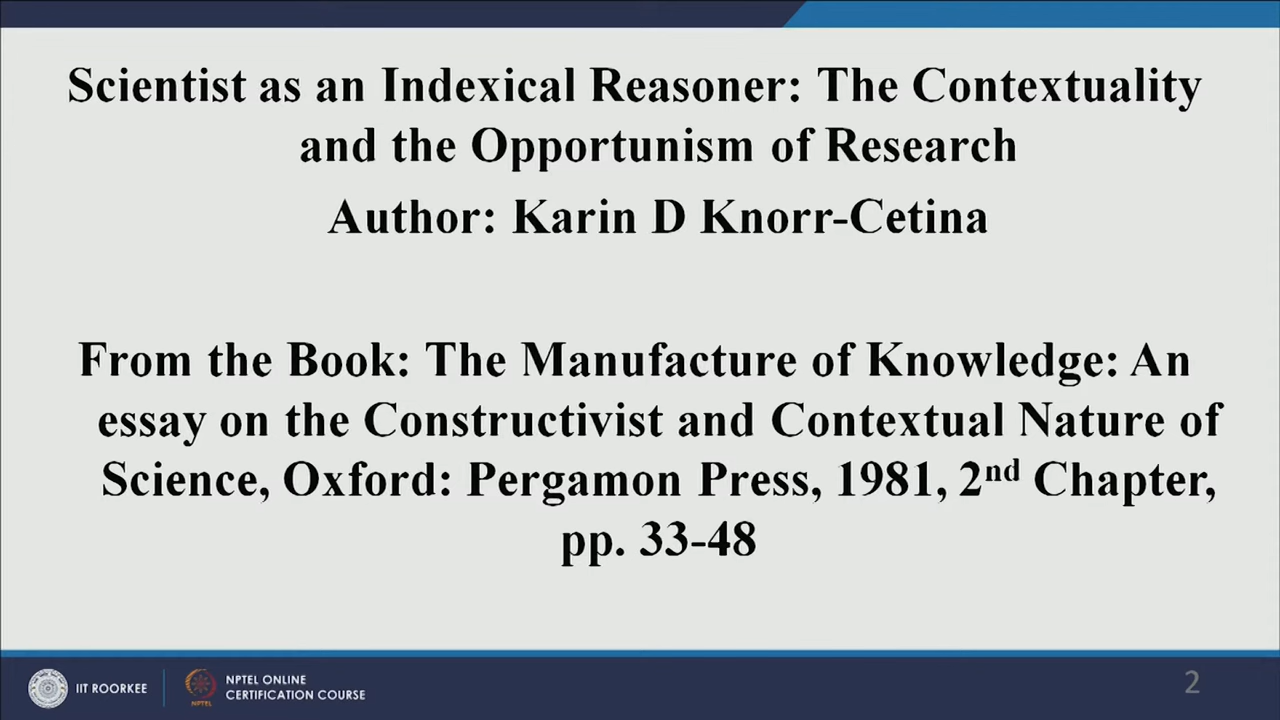 Scientist as an Indexical Reasoner: The Contextuality
and the Opportunism of Research
Author: Karin D Knorr-Cetina
From the Book: The Manufacture of Knowledge: An
essay on the Constructivist and Contextual Nature of
Science, Oxford: Pergamon Press, 1981, 2nd Chapter,
pp. 33-48
IIT ROORKEE
NPTEL
NPTEL ONLINE
CERTIFICATION COURSE
2